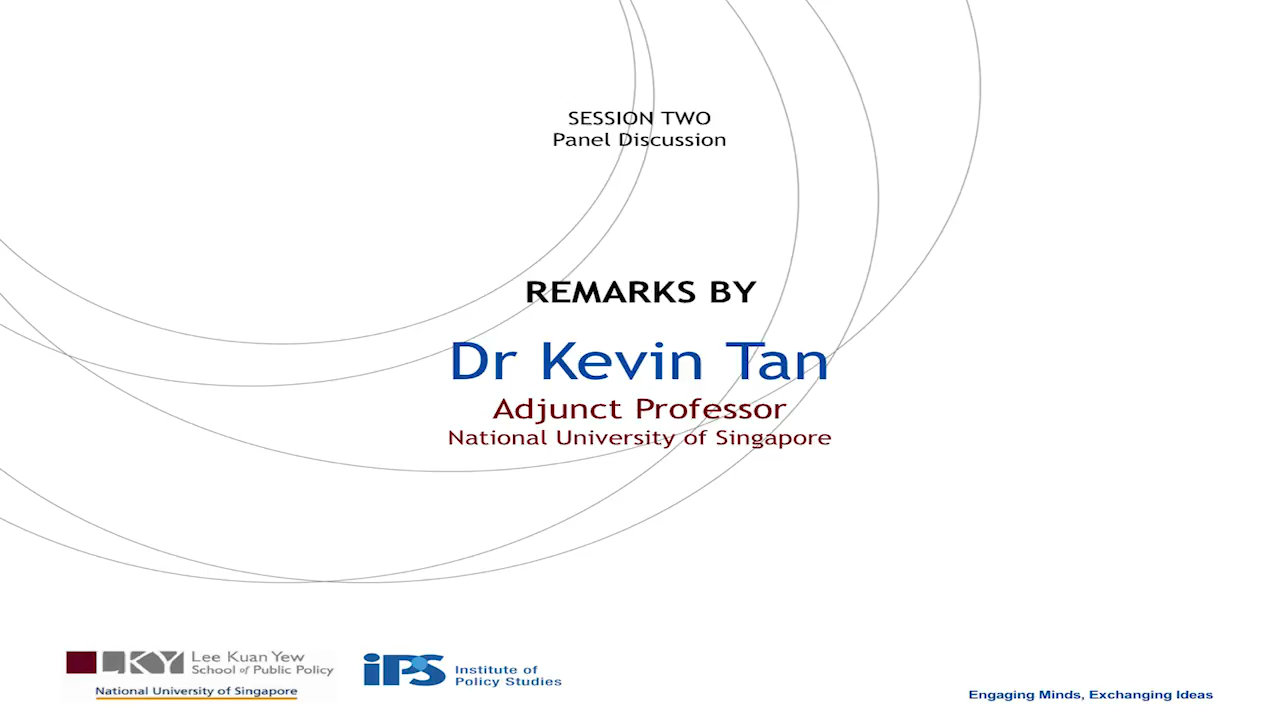 SESSION TWO
Panel Discussion
REMARKS BY
Dr Kevin Tan
Adjunct Professor
National University of Singapore
LKY
Lee Kuan Yew
School of Public Policy
National University of Singapore
iPS
Institute of
Policy Studies
Engaging Minds, Exchanging Ideas